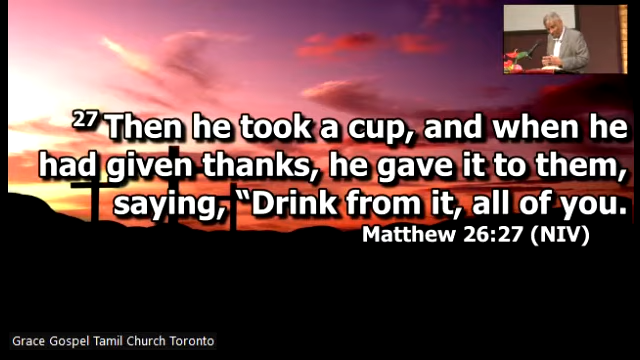 27 Then he took a cup, and when he
had given thanks, he gave it to them,
saying, “Drink from it, all of you.
Matthew 26:27 (NIV)
Grace Gospel Tamil Church Toronto